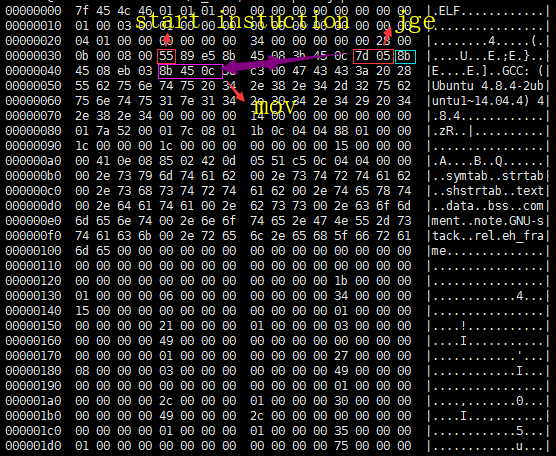 start instuction jge
00000000 7f 45 4c 46 01 01 01 00 00 00 00 00 00 00 00 00 |.ELF............|
00000010 01 00 03 00
00000020 04 01 00 00 00 00 34 00 00 00 00 00 28 00 |........4.....(.|
00000030 0b 00 08 00 55 89 e5 8b 45 08 3b 45 0c 7d 05 8b |....U...E.;E.}..|
00000040 45 08 eb 03 8b 45 0c c3 00 47 43 43 3a 20 28 |E....E.]..GCC: (|
00000050 55 62 75 6e 74 75 20 34 2e 38 2e 34 2d 32 75 62 |Ubuntu 4.8.4-2ub|
mov
00000060 75 6e 74 75 31 7e 31 34 30 34 2e 34 29 20 34 |untu1~14.04.4) 4|
00000070 2e 38 2e 34 00 00 00 00 14 00 00 00 00 00 00 00 |.8.4............|
00000080 01 7a 52 00 01 7c 08 01 1b 0c 04 04 88 01 00 00 |.zR..|..........|
00000090 1c 00 00 00 1c 00 00 00 00 00 00 00 15 00 00 00 |................|
000000a0 00 41 0e 08 85 02 42 0d 05 51 c5 0c 04 04 00 00 |.A....B..Q......|
000000b0 00 2e 73 79 6d 74 61 62 00 2e 73 74 72 74 61 62 |..symtab..strtab|
000000c0 00 2e 73 68 73 74 72 74 61 62 00 2e 74 65 78 74 |..shstrtab..text|
000000d0 00 2e 64 61 74 61 00 2e 62 73 73 00 2e 63 6f 6d |..data..bss..com|
000000e0 6d 65 6e 74 00 2e 6e 6f 74 65 2e 47 4e 55 2d 73 |ment..note.GNU-s|
000000f0 74 61 63 6b 00 2e 72 65 6c 2e 65 68 5f 66 72 61 |tack..rel.eh_fra|
00000100 6d 65 00 00 00 00 00 00 00 00 00 00 00 00 00 00 |me..............|
00000110 00 00 00 00 00 00 00 00 00 00 00 00 00 00 00 00 |................|
00000120 00 00 00 00 00 00 00 00 00 00 00 00 1b 00 00 00 |................|
00000130 01 00 00 00 06 00 00 00 00 00 00 00 34 00 00 00 |............4...|
00000140 15 00 00 00 00 00 00 00 00 00 00 00 01 00 00 00 |................|
00000150 00 00 00 00 21 00 00 00 01 00 00 00 03 00 00 00 |....!...........|
00000160 00 00 00 00 49 00 00 00 00 00 00 00 00 00 00 00 |....I...........|
00000170 00 00 00 00 01 00 00 00 00 00 00 00 27 00 00 00 |............'...|
00000180 08 00 00 00 03 00 00 00 00 00 00 00 49 00 00 00 |............I...|
00000190 00 00 00 00 00 00 00 00 00 00 00 00 01 00 00 00 |................|
000001a0 00 00 00 00 2c 00 00 00 01 00 00 00 30 00 00 00 |....,.......0...|
000001b0 00 00 00 00 49 00 00 00 2c 00 00 00 00 00 00 00 |....I...,.......|
000001c0 00 00 00 00 01 00 00 00 01 00 00 00 35 00 00 00 |............5...|
000001d0 01 00 00 00 00 00 00 00 00 00 00 00 75 00 00 00 |............u...|